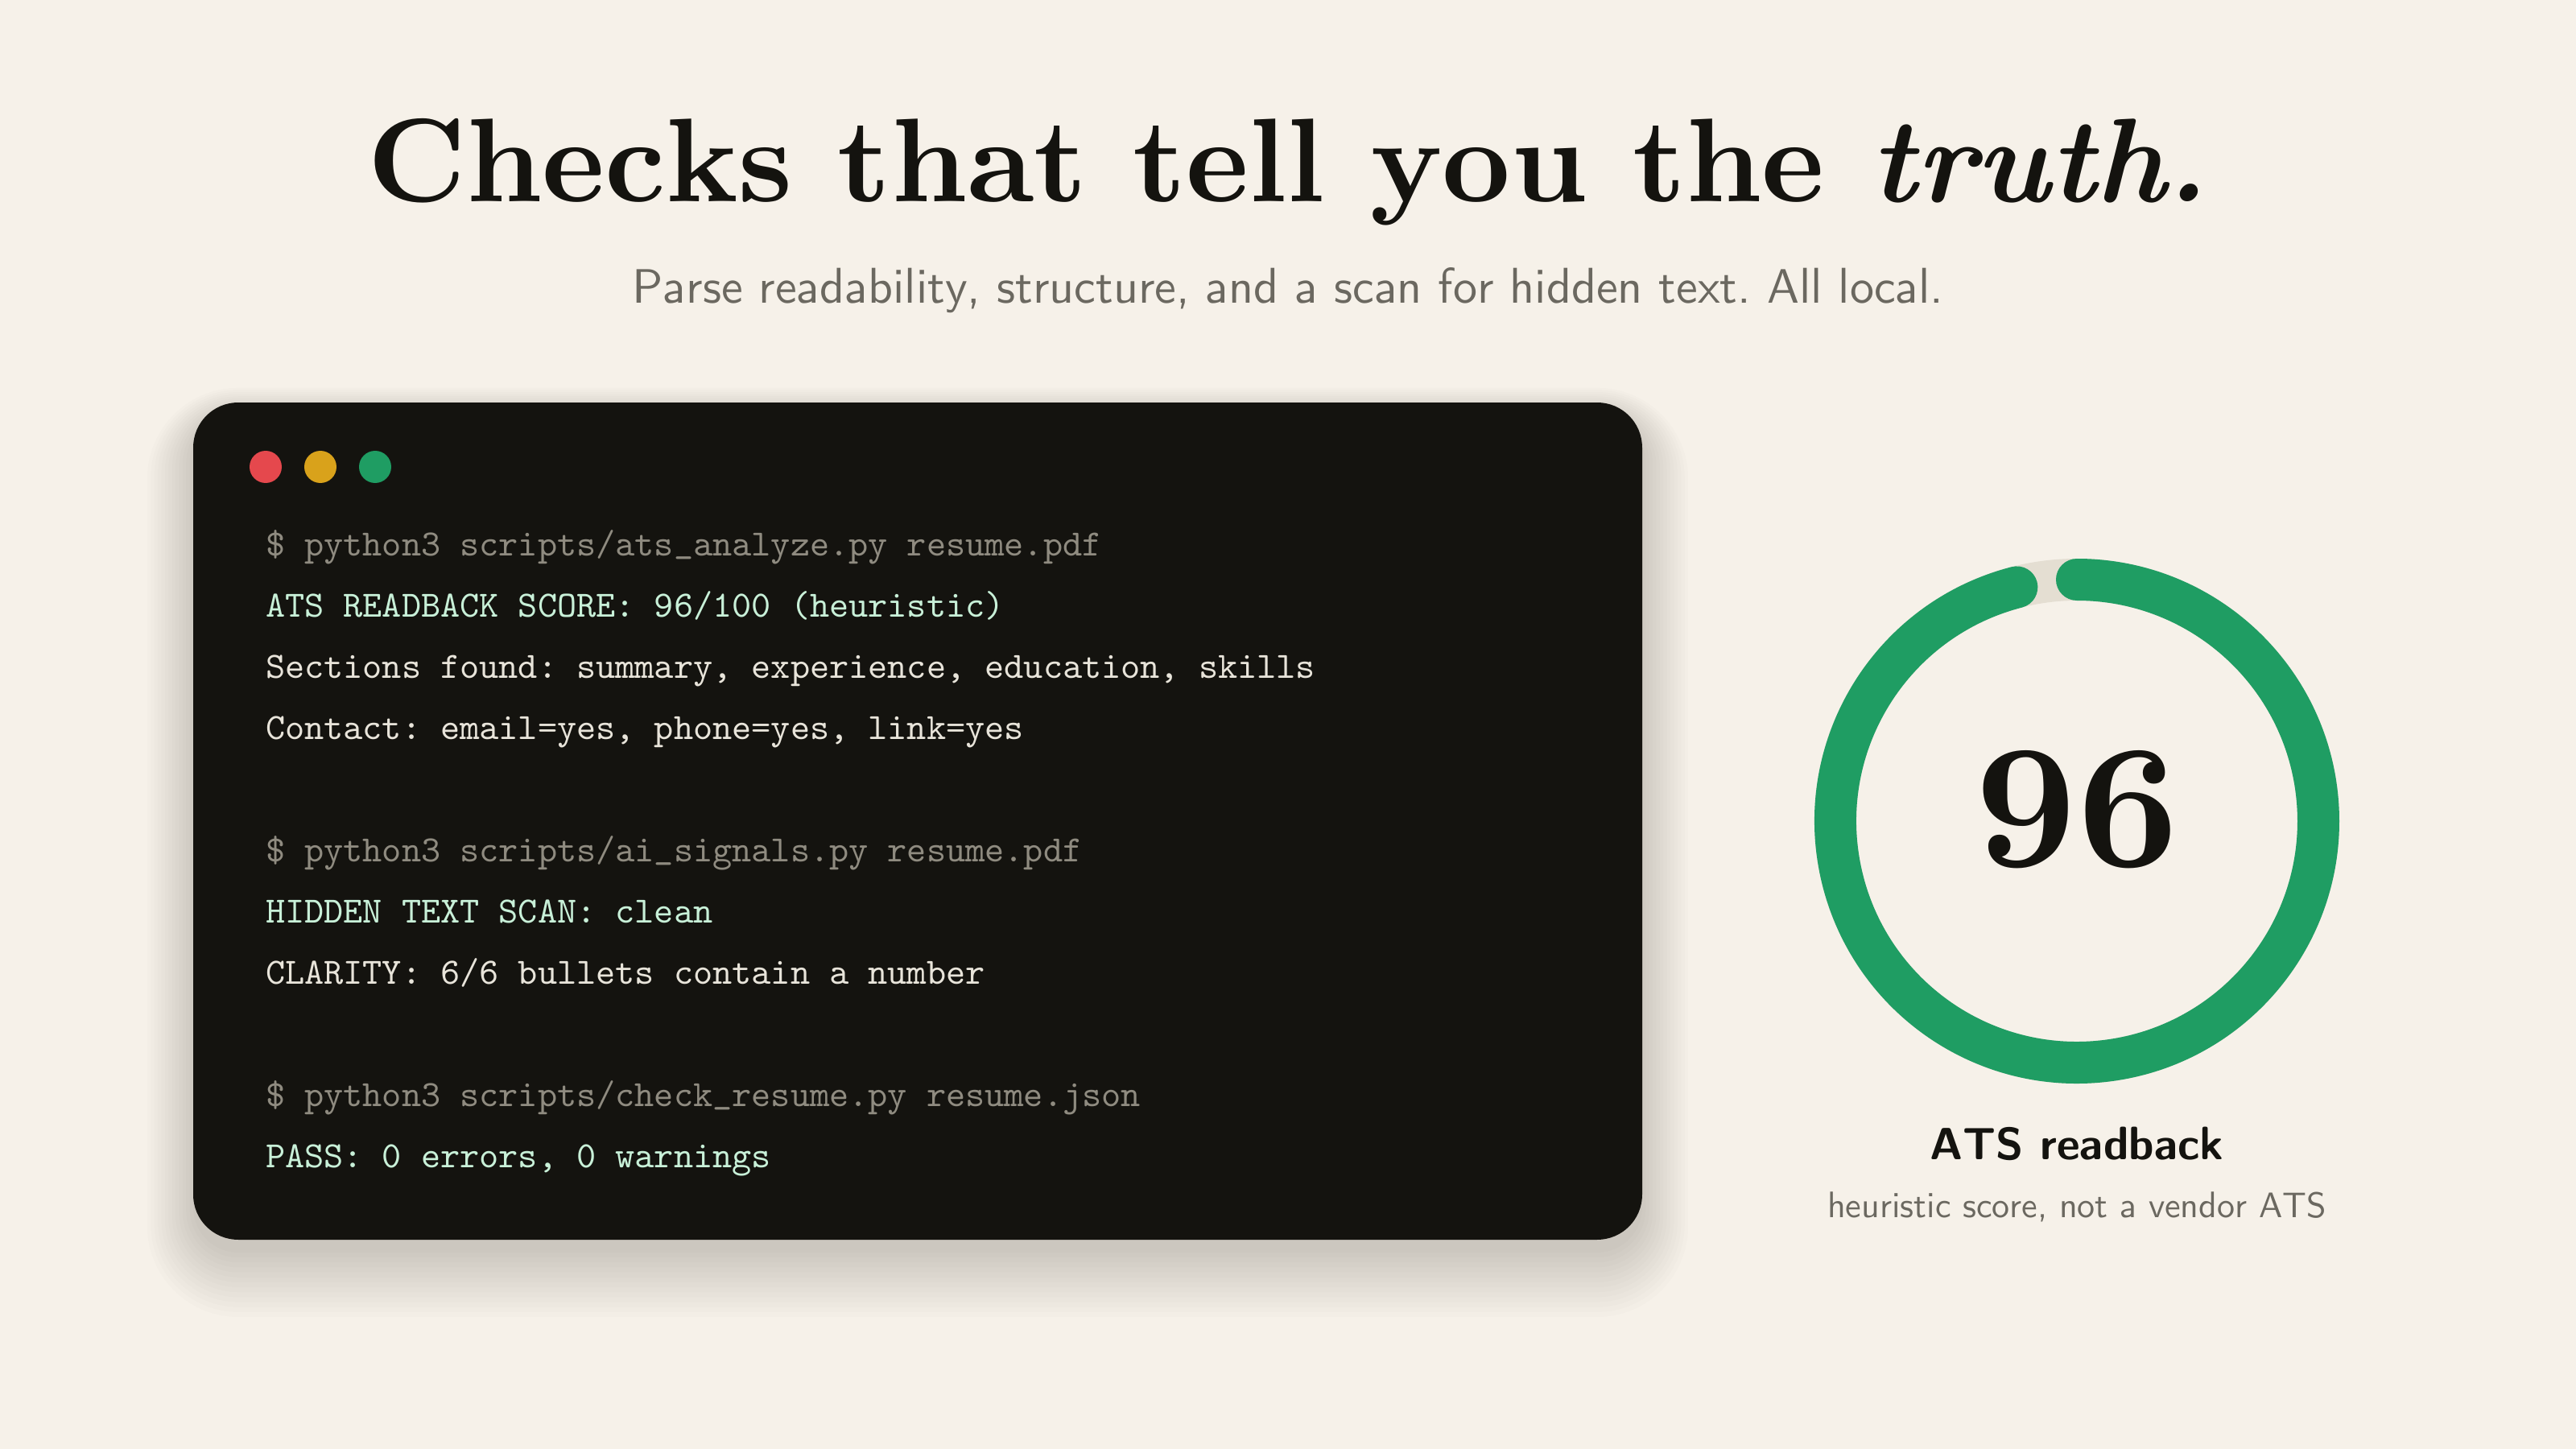 Checks that tell you the truth.
Parse readability, structure, and a scan for hidden text. All local.
$ python3 scripts/ats_analyze.py resume.pdf
ATS READBACK SCORE: 96/100 (heuristic)
Sections found: summary, experience, education, skills
Contact: email=yes, phone=yes, link=yes
$ python3 scripts/ai_signals.py resume.pdf
HIDDEN TEXT SCAN: clean
CLARITY: 6/6 bullets contain a number
$ python3 scripts/check_resume.py resume.json
PASS: 0 errors, 0 warnings
96
ATS readback
heuristic score, not a vendor ATS